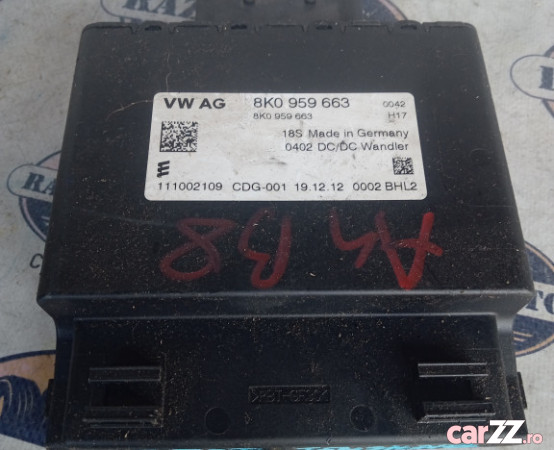 VW AG 8K0 959 663 0042
8K0 959 663 H17
18S Made in Germany
0402 DC/DC Wandler
111002109 CDG-001 19.12.12 0002 BHL2
A4 B8
carzz.ro